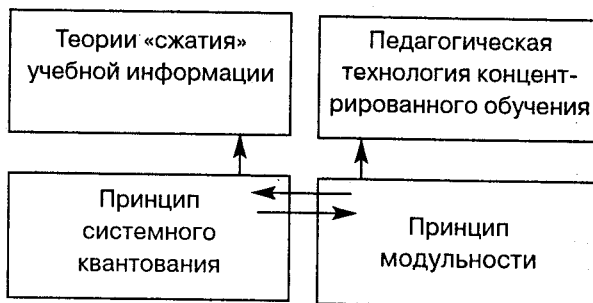 Теории «сжатия»
учебной информации
Педагогическая
технология концент-
рированного обучения
Принцип
системного
квантования
Принцип
модульности